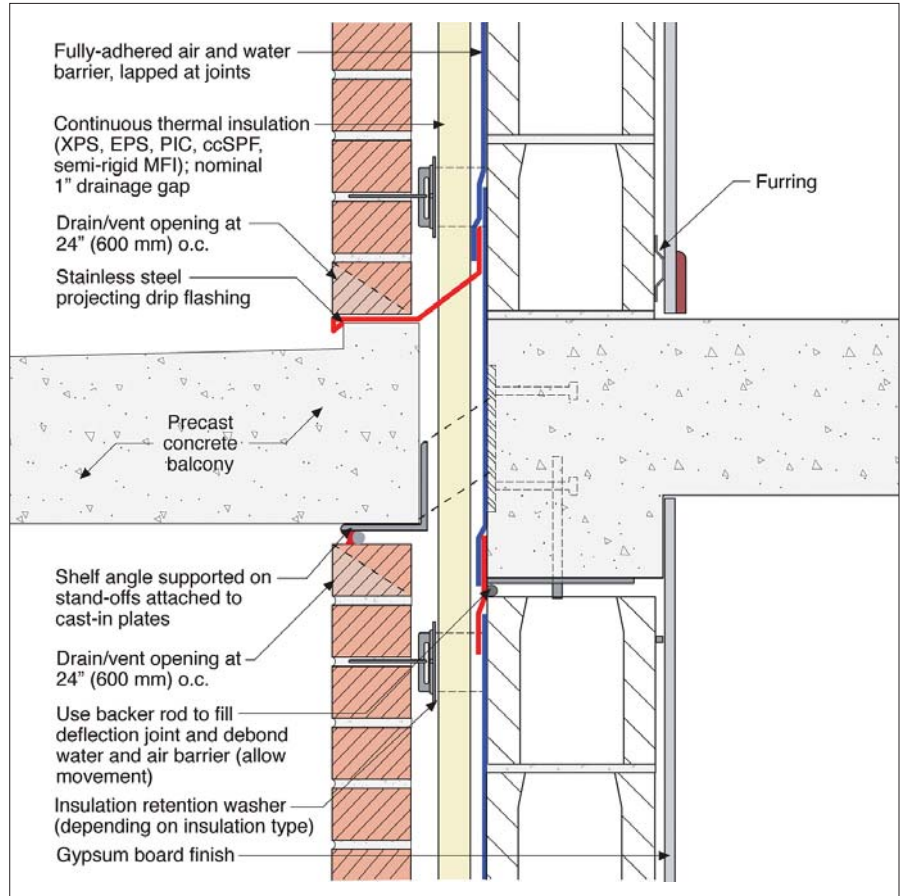 Fully-adhered air and water
barrier, lapped at joints
Continuous thermal insulation
(XPS, EPS, PIC, ccSPF,
semi-rigid MFI); nominal
1” drainage gap
Drain/vent opening at
24” (600 mm) o.c.
Stainless steel
projecting drip flashing
Furring
Precast
concrete
balcony
Shelf angle supported on
stand-offs attached to
cast-in plates
Drain/vent opening at
24” (600 mm) o.c.
Use backer rod to fill
deflection joint and debond
water and air barrier (allow
movement)
Insulation retention washer
(depending on insulation type)
Gypsum board finish